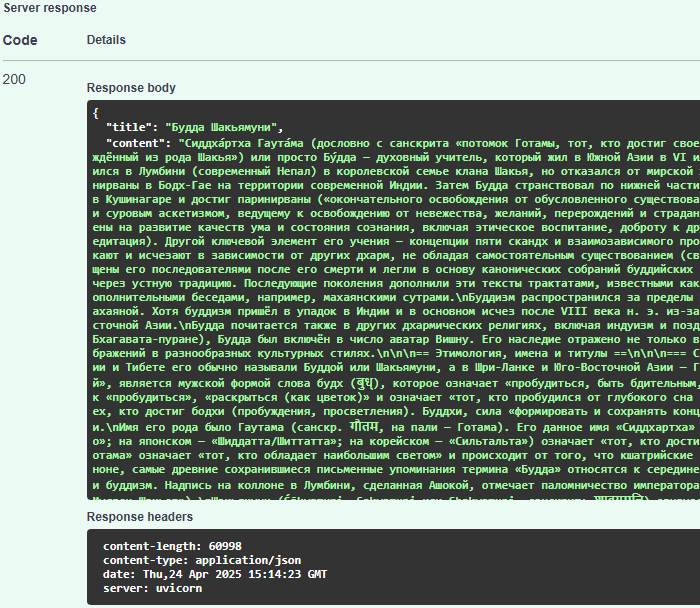 Server response
Code Details
200
Response body
{
"title": "Будда Шакьямуни",
"content": "Сиддха́ртха Гаута́ма (дословно с санскрита «потомок Готамы, тот, кто достиг свое
ждённый из рода Шакья») или просто Бу́дда — духовный учитель, который жил в Южной Азии в VI и
ился в Лумбини (современный Непал) в королевской семье клана Шакья, но отказался от мирской
нирваны в Бодх-Гае на территории современной Индии. Затем Будда странствовал по нижней части
в Кушинагаре и достиг паринирваны («окончательного освобождения от обусловленного существова
и суровым аскетизмом, ведущему к освобождению от невежества, желаний, перерождений и страдан
ены на развитие качеств ума и состояния сознания, включая этическое воспитание, доброту к др
едитация). Другой ключевой элемент его учения — концепции пяти скандх и взаимозависимого про
кают и исчезают в зависимости от других дхарм, не обладая самостоятельным существованием (св
щены его последователями после его смерти и легли в основу канонических собраний буддийских
через устную традицию. Последующие поколения дополнили эти тексты трактатами, известными как
ополнительными беседами, например, махаянскими сутрами.\nБуддизм распространился за пределы
ахаяной. Хотя буддизм пришёл в упадок в Индии и в основном исчез после VIII века н. э. из-за
сточной Азии.\nБудда почитается также в других дхармических религиях, включая индуизм и позд
Бхагавата-пуране), Будда был включён в число аватар Вишну. Его наследие отражено не только в
бражений в разнообразных культурных стилях.\n\n\n== Этимология, имена и титулы ==\n\n\n=== С
ии и Тибете его обычно называли Буддой или Шакьямуни, а в Шри-Ланке и Юго-Восточной Азии — Г
й», является мужской формой слова будх (बुध्), которое означает «пробудиться, быть бдительным,
к «пробудиться», «раскрыться (как цветок)» и означает «тот, кто пробудился от глубокого сна
ех, кто достиг бодхи (пробуждения, просветления). Буддхи, сила «формировать и сохранять конц
и.\nИмя его рода было Гаутама (санскр. गौतम, на пали — Готама). Его данное имя «Сиддхартха»
о»; на японском — «Шиддатта/Шиттатта»; на корейском — «Сильтальта») означает «тот, кто дости
отама» означает «тот, кто обладает наибольшим светом» и происходит от того, что кшатрийские
ноне, самые древние сохранившиеся письменные упоминания термина «Будда» относятся к середине
и буддизм. Надпись на коллоне в Лумбини, сделанная Ашокой, отмечает паломничество императора
Response headers
content-length: 60998
content-type: application/json
date: Thu,24 Apr 2025 15:14:23 GMT
server: uvicorn